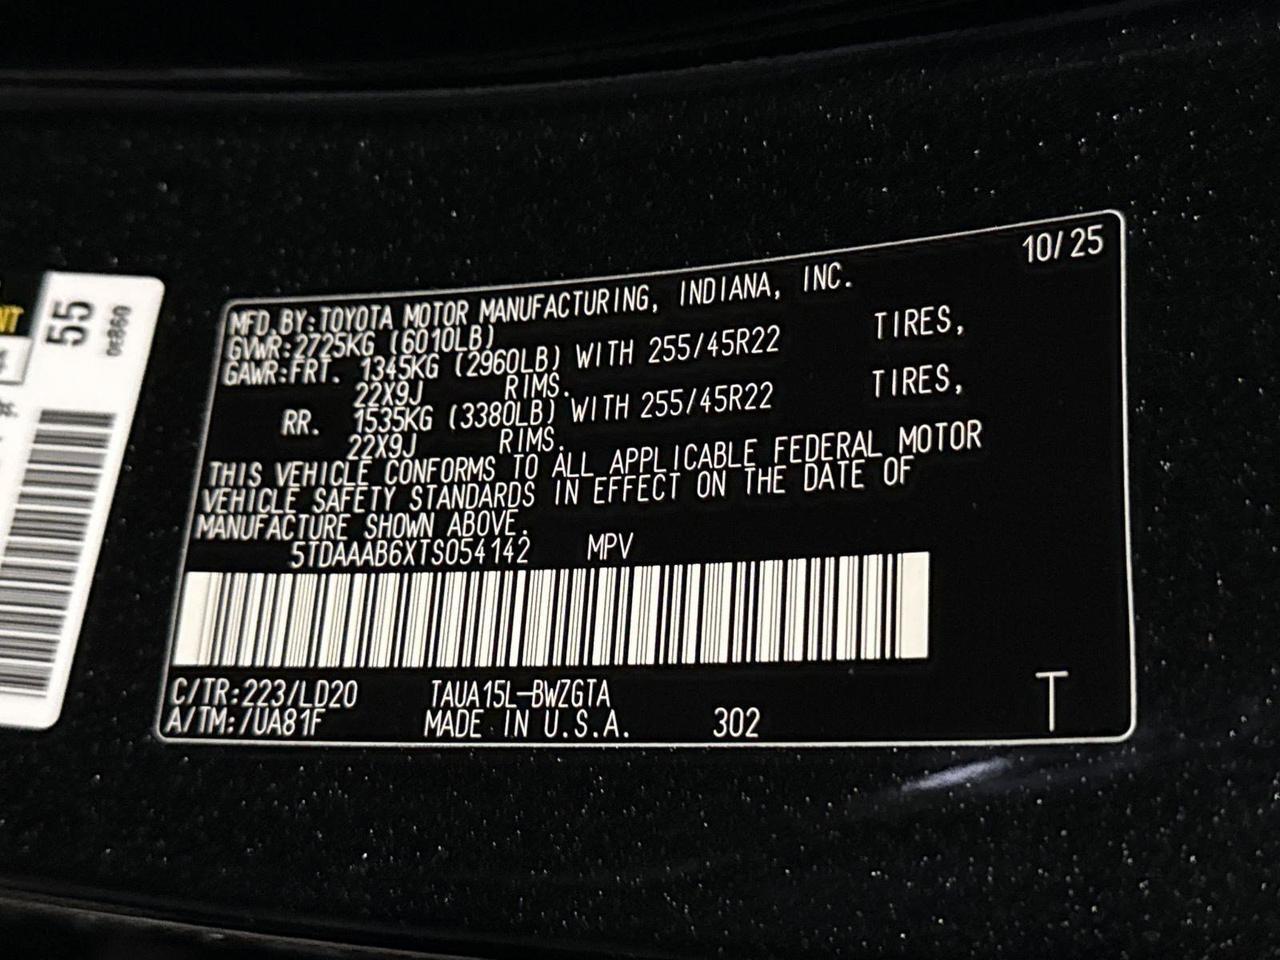 NT
55
0E860
10/25
MFD.BY:TOYOTA MOTOR MANUFACTURING, INDIANA, INC.
GVWR:2725KG (6010LB)
GAWR:FRT. 1345KG (2960LB) WITH 255/45R22 TIRES,
22X9J RIMS.
RR. 1535KG (3380LB) WITH 255/45R22 TIRES,
22X9J RIMS.
THIS VEHICLE CONFORMS TO ALL APPLICABLE FEDERAL MOTOR
VEHICLE SAFETY STANDARDS IN EFFECT ON THE DATE OF
MANUFACTURE SHOWN ABOVE.
5TDAAAB6XTS054142 MPV
C/TR:223/LD20 TAUA15L-BWZGTA
A/TM:/UA81F MADE IN U.S.A. 302
T